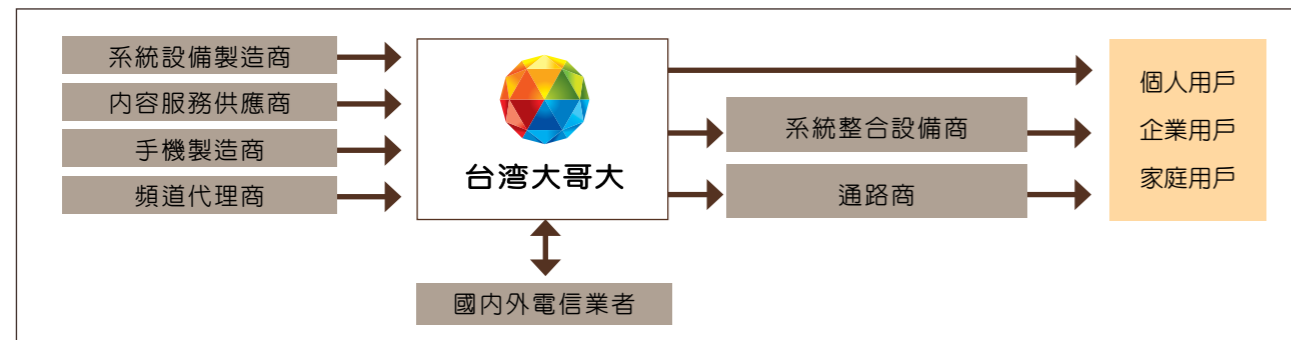 系統設備製造商
內容服務供應商
手機製造商
頻道代理商
台湾大哥大
國內外電信業者
系統整合設備商
通路商
個人用戶
企業用戶
家庭用戶